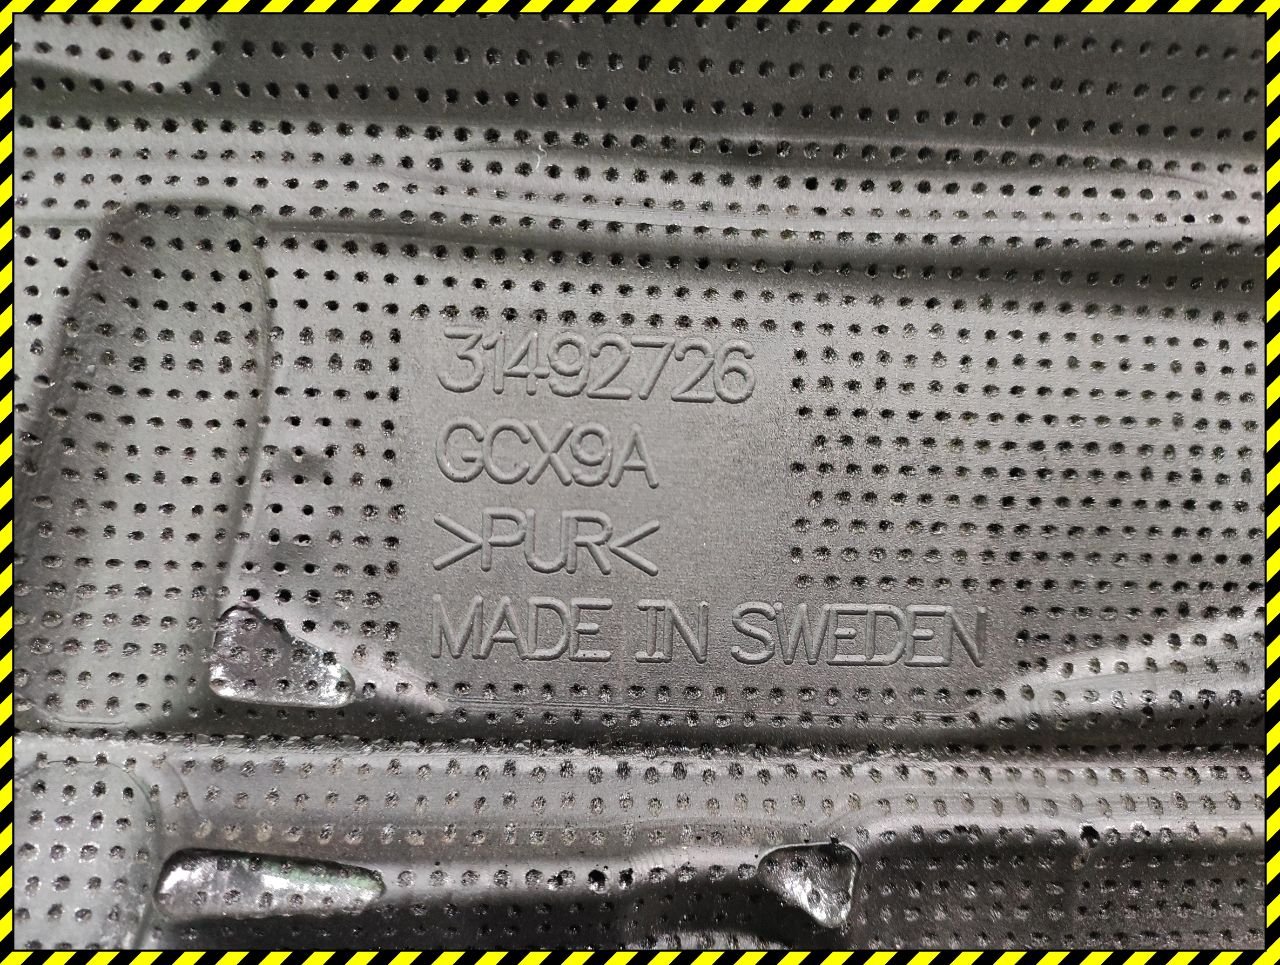 31492726
GCX9A
>PUR<
MADE IN SWEDEN